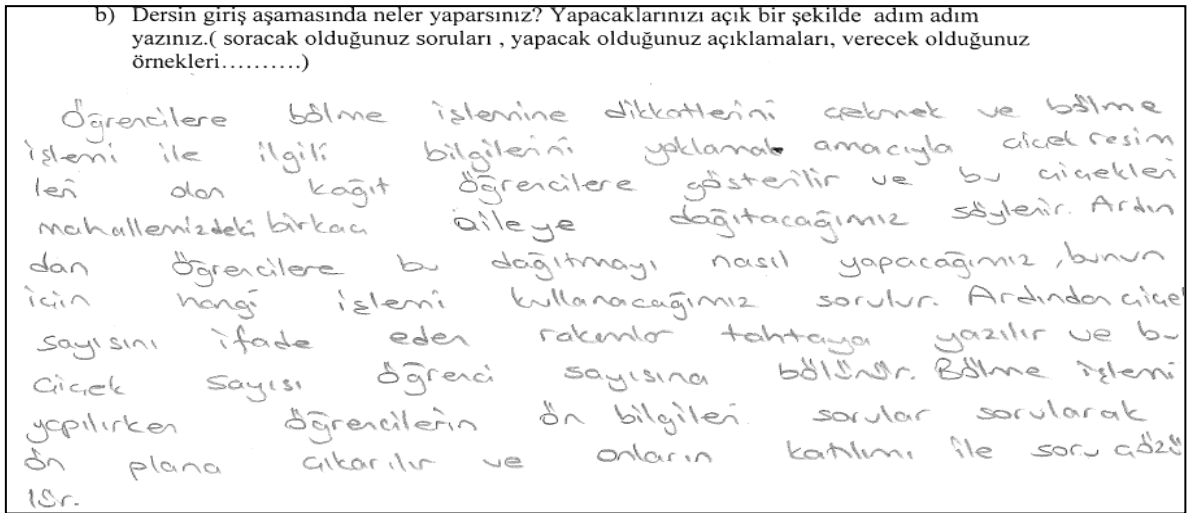 b) Dersin giriş aşamasında neler yaparsınız? Yapacaklarınızı açık bir şekilde adım adım
yazınız.( soracak olduğunuz soruları , yapacak olduğunuz açıklamaları, verecek olduğunuz
örnekleri……….)
Öğrencilere bölme işlemine dikkatlerini çekmek ve bölme
işlemi ile ilgili bilgilerini yoklamak amacıyla çiçek resim
leri olan kağıt öğrencilere gösterilir ve bu çiçekleri
mahallemizdeki birkaç aileye dağıtacağımız söylenir. Ardın
dan öğrencilere bu dağıtmayı nasıl yapacağımız, bunun
için hangi işlemi kullanacağımız sorulur. Ardından çiçe
sayısını ifade eden rakamlar tahtaya yazılır ve bu
çiçek sayısı öğrenci sayısına bölünür. Bölme işlemi
yapılırken öğrencilerin ön bilgileri sorular sorularak
ön plana çıkarılır ve onların katılımı ile soru çözü
lür.